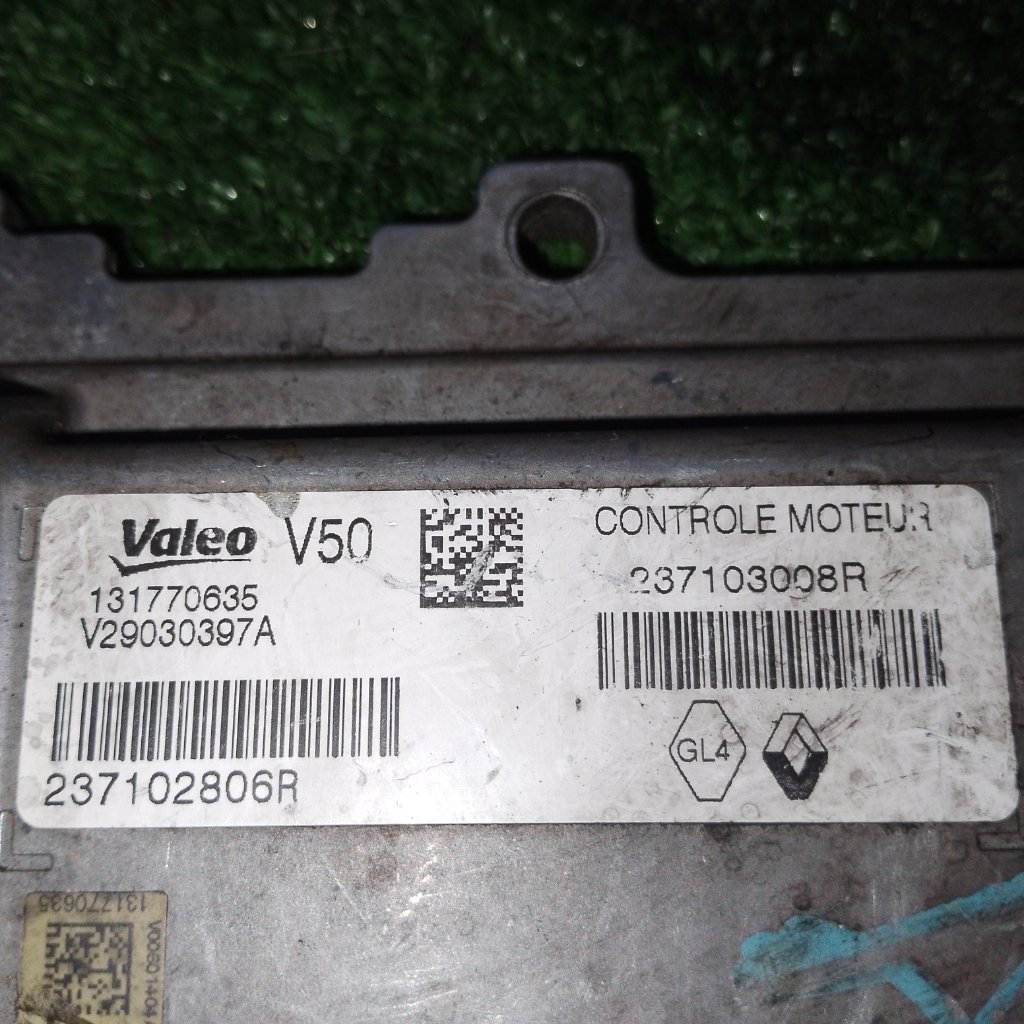 Valeo V50
131770635
V29030397A
237102806R
CONTROLE MOTEUR
237103008R
GL4
131770635